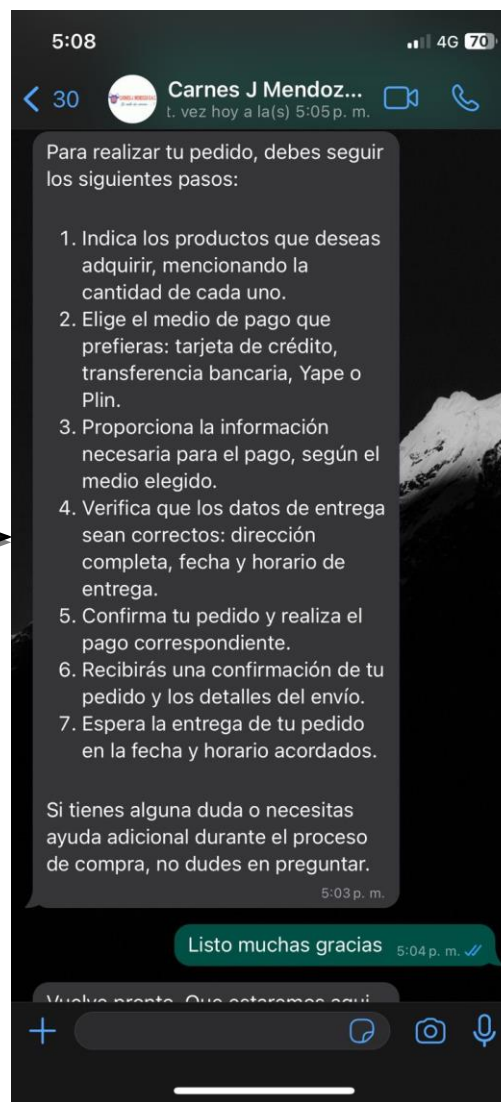 5:08
4G 70
30
Carnes J Mendoz...
t. vez hoy a la(s) 5:05 p. m.
Para realizar tu pedido, debes seguir
los siguientes pasos:
1. Indica los productos que deseas
adquirir, mencionando la
cantidad de cada uno.
2. Elige el medio de pago que
prefieras: tarjeta de crédito,
transferencia bancaria, Yape o
Plin.
3. Proporciona la información
necesaria para el pago, según el
medio elegido.
4. Verifica que los datos de entrega
sean correctos: dirección
completa, fecha y horario de
entrega.
5. Confirma tu pedido y realiza el
pago correspondiente.
6. Recibirás una confirmación de tu
pedido y los detalles del envío.
7. Espera la entrega de tu pedido
en la fecha y horario acordados.
Si tienes alguna duda o necesitas
ayuda adicional durante el proceso
de compra, no dudes en preguntar.
5:03 p. m.
Listo muchas gracias 5:04 p. m.
Vuelve pronto. Que estaremos aqui